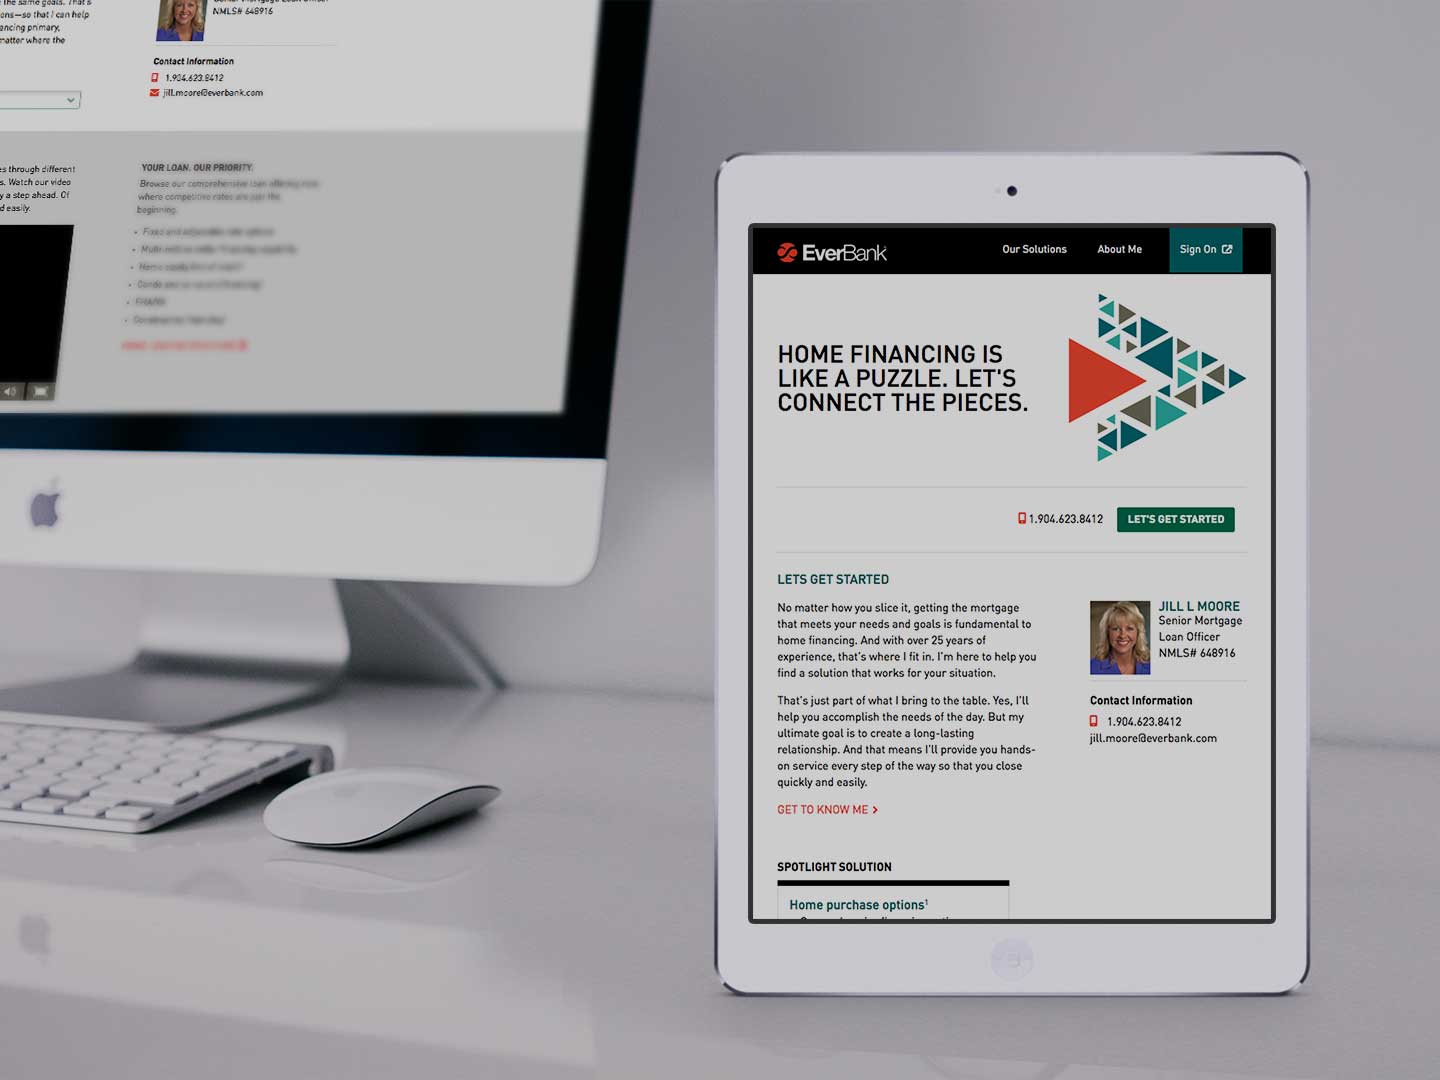 the same goals. That's
ons—so that I can help
ancing primary,
matter where the
Senior Mortgage Loan Officer
NMLS# 648916
Contact Information
1.904.623.8412
jill.moore@everbank.com
es through different
s. Watch our video
y a step ahead. Of
d easily.
YOUR LOAN. OUR PRIORITY.
Browse our comprehensive loan offering now
where competitive rates are just the
beginning.
EverBank
Our Solutions
About Me
Sign On
HOME FINANCING IS
LIKE A PUZZLE. LET'S
CONNECT THE PIECES.
1.904.623.8412
LET'S GET STARTED
LETS GET STARTED
No matter how you slice it, getting the mortgage
that meets your needs and goals is fundamental to
home financing. And with over 25 years of
experience, that's where I fit in. I'm here to help you
find a solution that works for your situation.
That's just part of what I bring to the table. Yes, I'll
help you accomplish the needs of the day. But my
ultimate goal is to create a long-lasting
relationship. And that means I'll provide you hands-
on service every step of the way so that you close
quickly and easily.
GET TO KNOW ME >
JILL L MOORE
Senior Mortgage
Loan Officer
NMLS# 648916
Contact Information
1.904.623.8412
jill.moore@everbank.com
SPOTLIGHT SOLUTION
Home purchase options¹